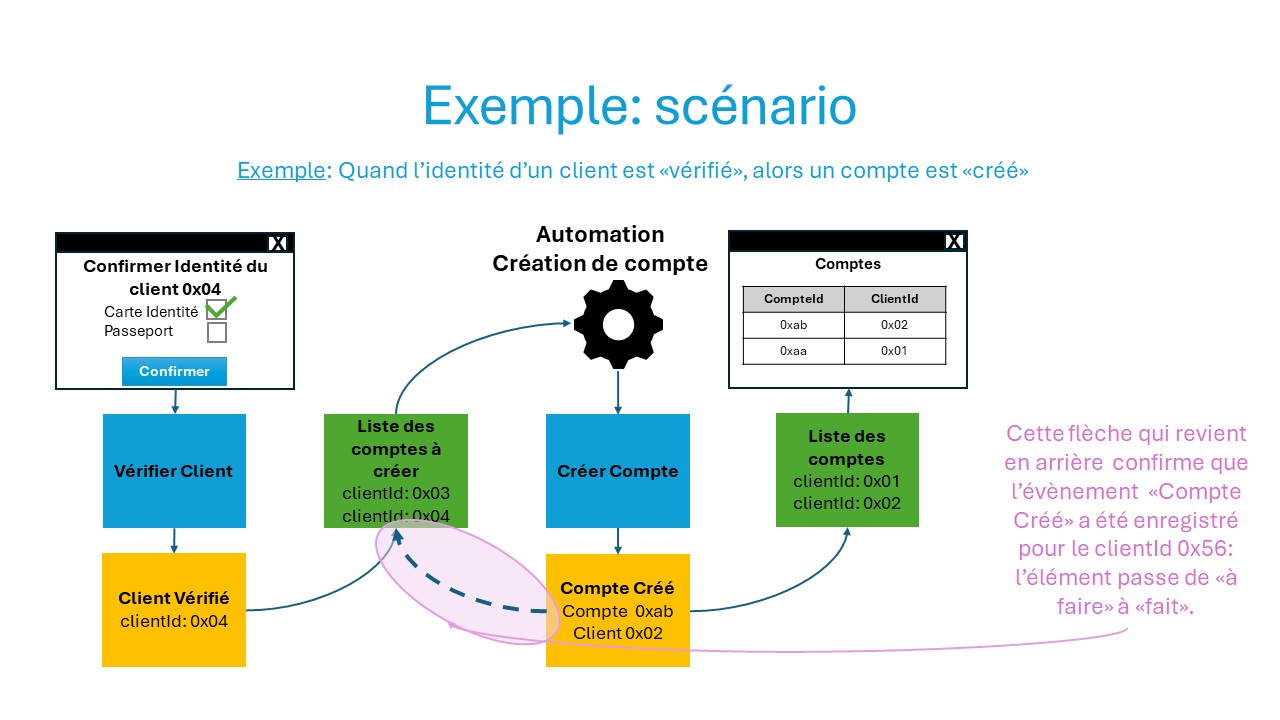 Exemple: scénario
Exemple: Quand l’identité d’un client est «vérifié», alors un compte est «créé»
X
Confirmer Identité du
client 0x04
Carte Identité
Passeport
Confirmer
Vérifier Client
Client Vérifié
clientId: 0x04
Liste des
comptes à
créer
clientId: 0x03
clientId: 0x04
Automation
Création de compte
Créer Compte
Compte Créé
Compte 0xab
Client 0x02
X
Comptes
CompteId ClientId
0xab 0x02
0xaa 0x01
Liste des
comptes
clientId: 0x01
clientId: 0x02
Cette flèche qui revient
en arrière confirme que
l’évènement «Compte
Créé» a été enregistré
pour le clientId 0x56:
l’élément passe de «à
faire» à «fait».